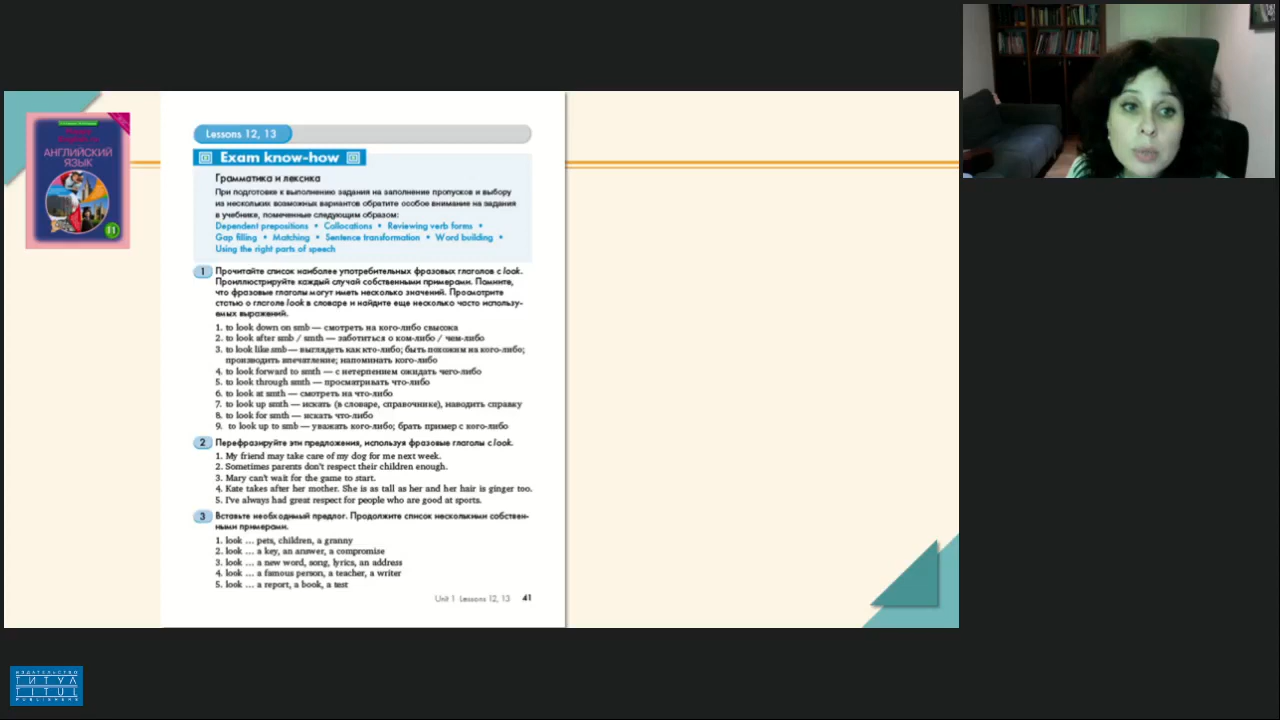 АНГЛИЙСКИЙ
ЯЗЫК
11
Lessons 12, 13
Exam know-how
Грамматика и лексика
При подготовке к выполнению задания на заполнение пропусков и выбору
из нескольких возможных вариантов обратите особое внимание на задания
в учебнике, помеченные следующим образом:
Dependent prepositions • Collocations • Reviewing verb forms •
Gap filling • Matching • Sentence transformation • Word building •
Using the right parts of speech
1 Прочитайте список наиболее употребительных фразовых глаголов с look.
Проиллюстрируйте каждый случай собственными примерами. Помните,
что фразовые глаголы могут иметь несколько значений. Просмотрите
статью о глаголе look в словаре и найдите еще несколько часто использу-
емых выражений.
1. to look down on smb — смотреть на кого-либо свысока
2. to look after smb / smth — заботиться о ком-либо / чем-либо
3. to look like smb — выглядеть как кто-либо; быть похожим на кого-либо;
производить впечатление; напоминать кого-либо
4. to look forward to smth — с нетерпением ожидать чего-либо
5. to look through smth — просматривать что-либо
6. to look at smth — смотреть на что-либо
7. to look up smth — искать (в словаре, справочнике), наводить справку
8. to look for smth — искать что-либо
9. to look up to smb — уважать кого-либо; брать пример с кого-либо
2 Перефразируйте эти предложения, используя фразовые глаголы с look.
1. My friend may take care of my dog for me next week.
2. Sometimes parents don't respect their children enough.
3. Mary can't wait for the game to start.
4. Kate takes after her mother. She is as tall as her and her hair is ginger too.
5. I've always had great respect for people who are good at sports.
3 Вставьте необходимый предлог. Продолжите список несколькими собствен-
ными примерами.
1. look ... pets, children, a granny
2. look ... a key, an answer, a compromise
3. look ... a new word, song, lyrics, an address
4. look ... a famous person, a teacher, a writer
5. look ... a report, a book, a test
Unit 1 Lessons 12, 13 41
ИЗДАТЕЛЬСТВО
ТИТУЛ
TITUL
PUBLISHERS